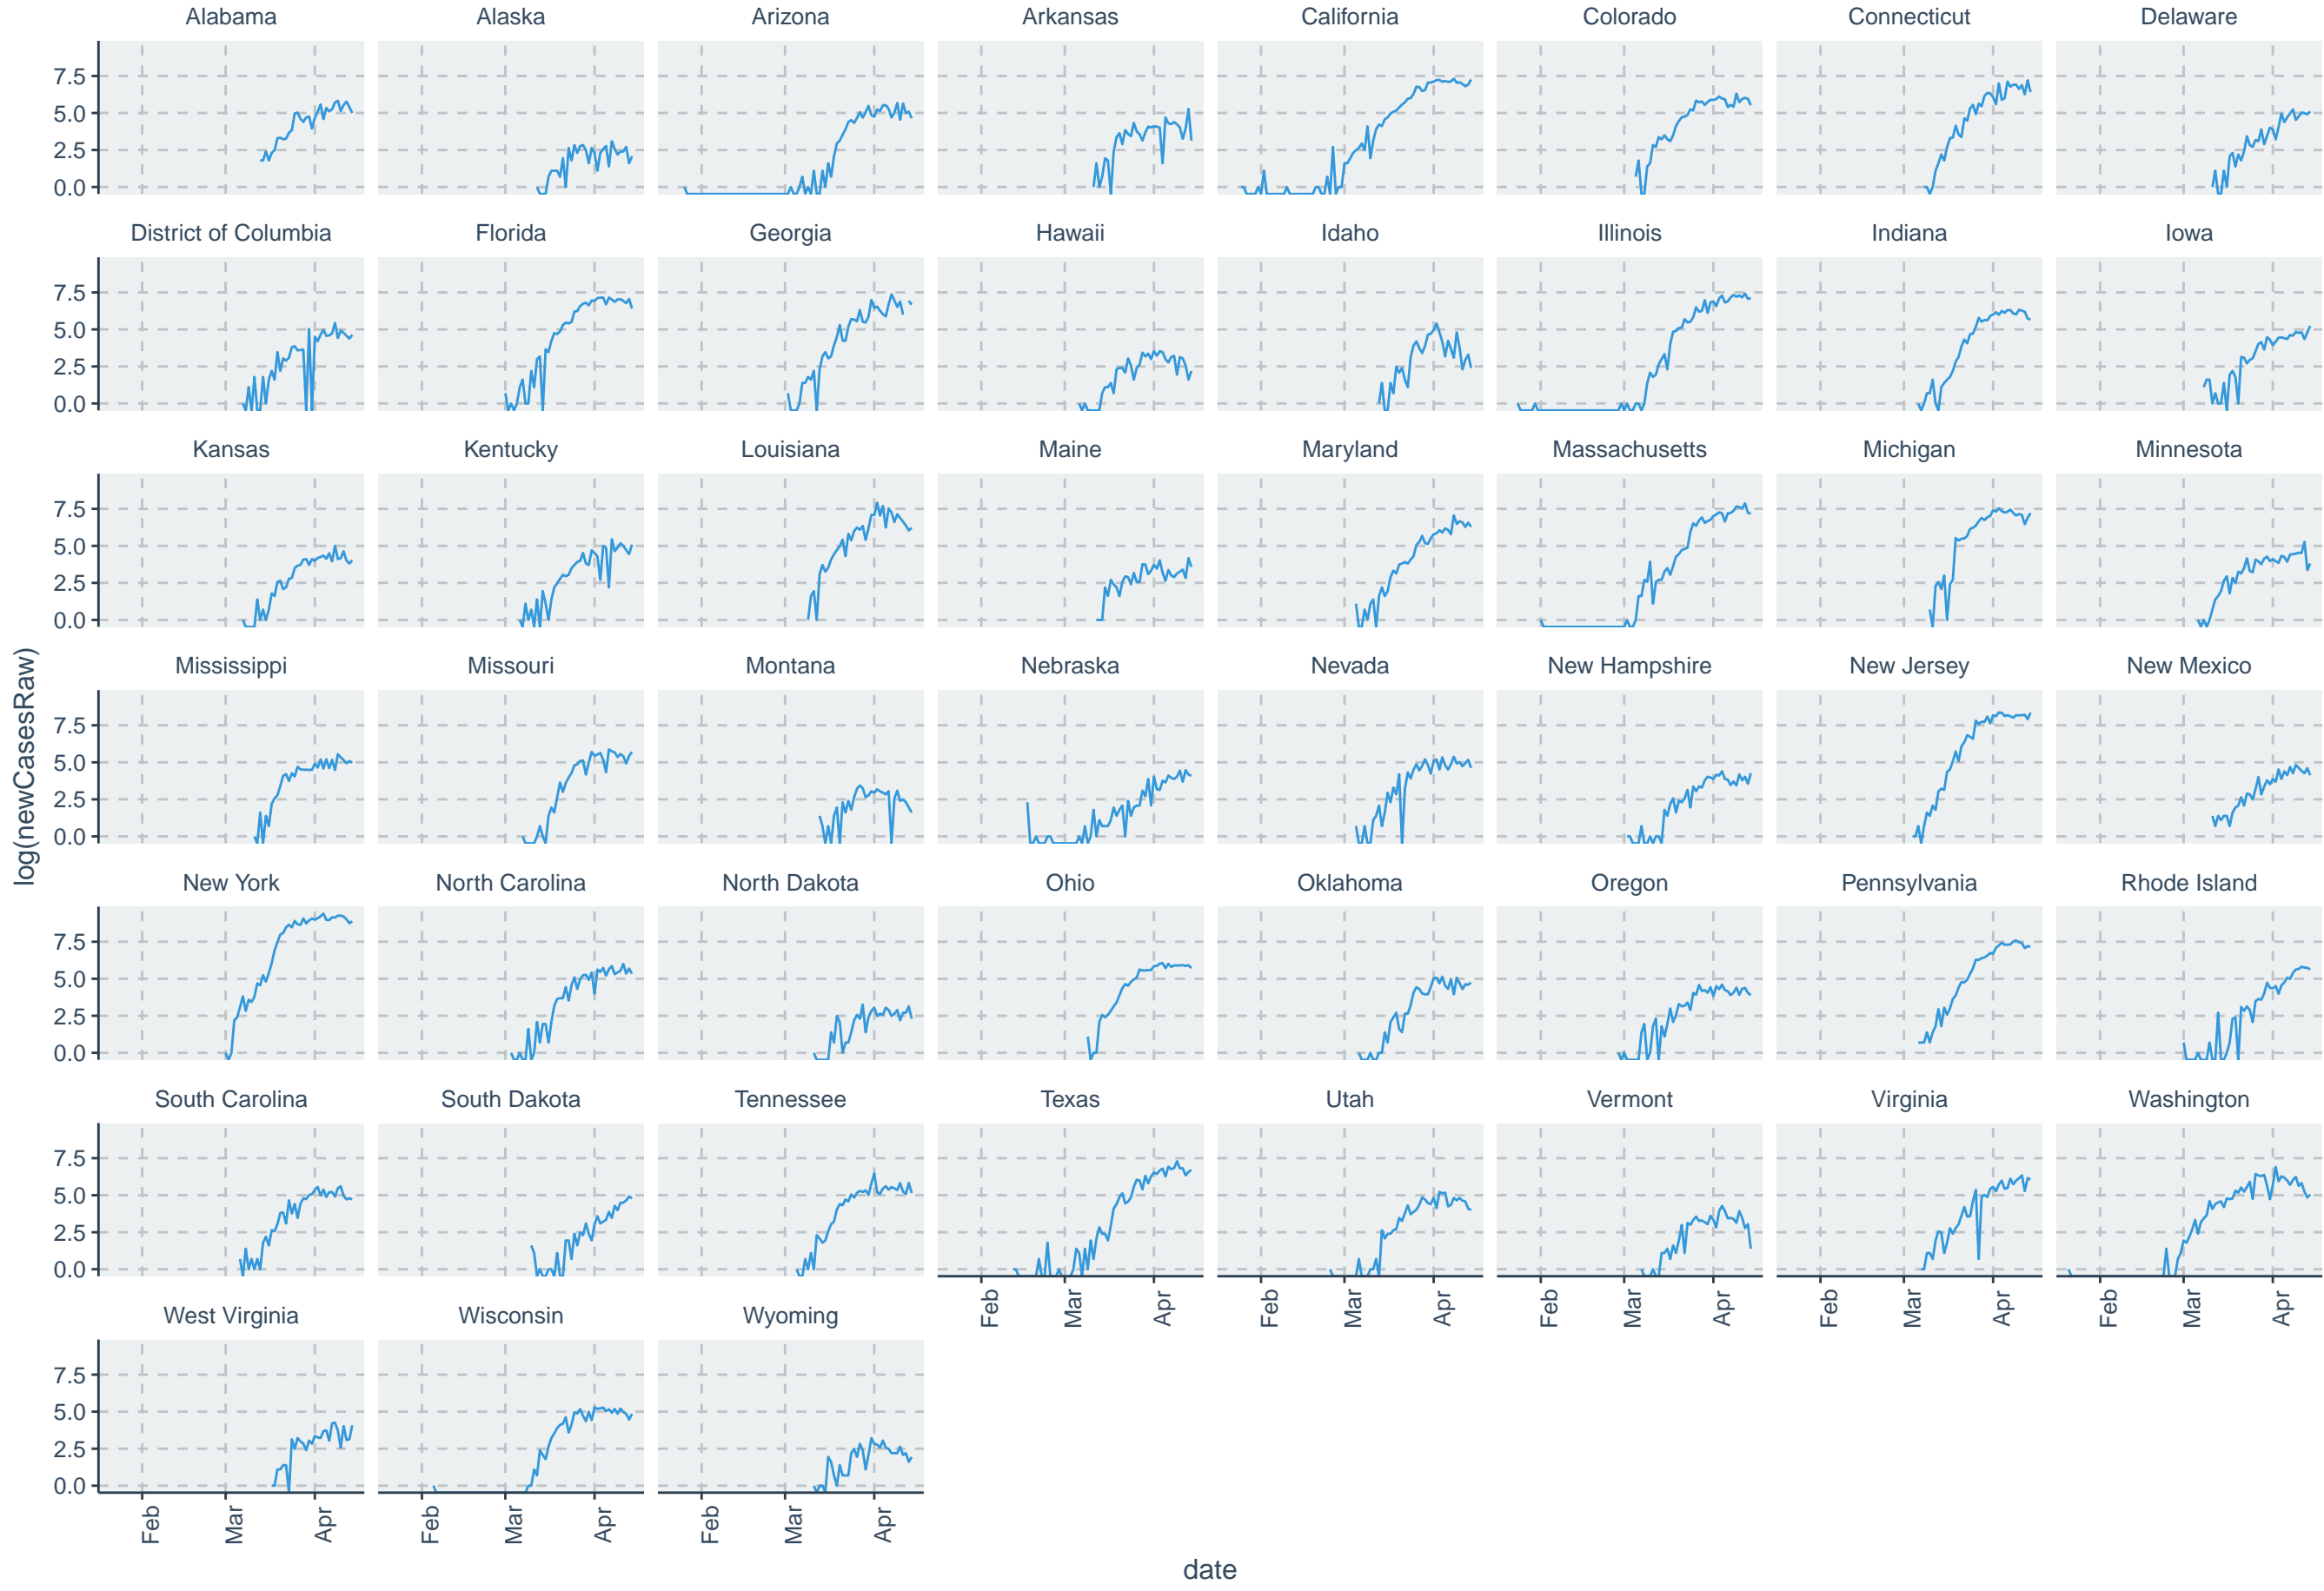 Alabama Alaska Arizona Arkansas California Colorado Connecticut Delaware
7.5
5.0
2.5
0.0
District of Columbia Florida Georgia Hawaii Idaho Illinois Indiana Iowa
7.5
5.0
2.5
0.0
Kansas Kentucky Louisiana Maine Maryland Massachusetts Michigan Minnesota
7.5
5.0
2.5
0.0
log(newCasesRaw)
Mississippi Missouri Montana Nebraska Nevada New Hampshire New Jersey New Mexico
7.5
5.0
2.5
0.0
New York North Carolina North Dakota Ohio Oklahoma Oregon Pennsylvania Rhode Island
7.5
5.0
2.5
0.0
South Carolina South Dakota Tennessee Texas Utah Vermont Virginia Washington
7.5
5.0
2.5
0.0
Feb Mar Apr Feb Mar Apr Feb Mar Apr Feb Mar Apr Feb Mar Apr
West Virginia Wisconsin Wyoming
7.5
5.0
2.5
0.0
Feb Mar Apr Feb Mar Apr Feb Mar Apr
date